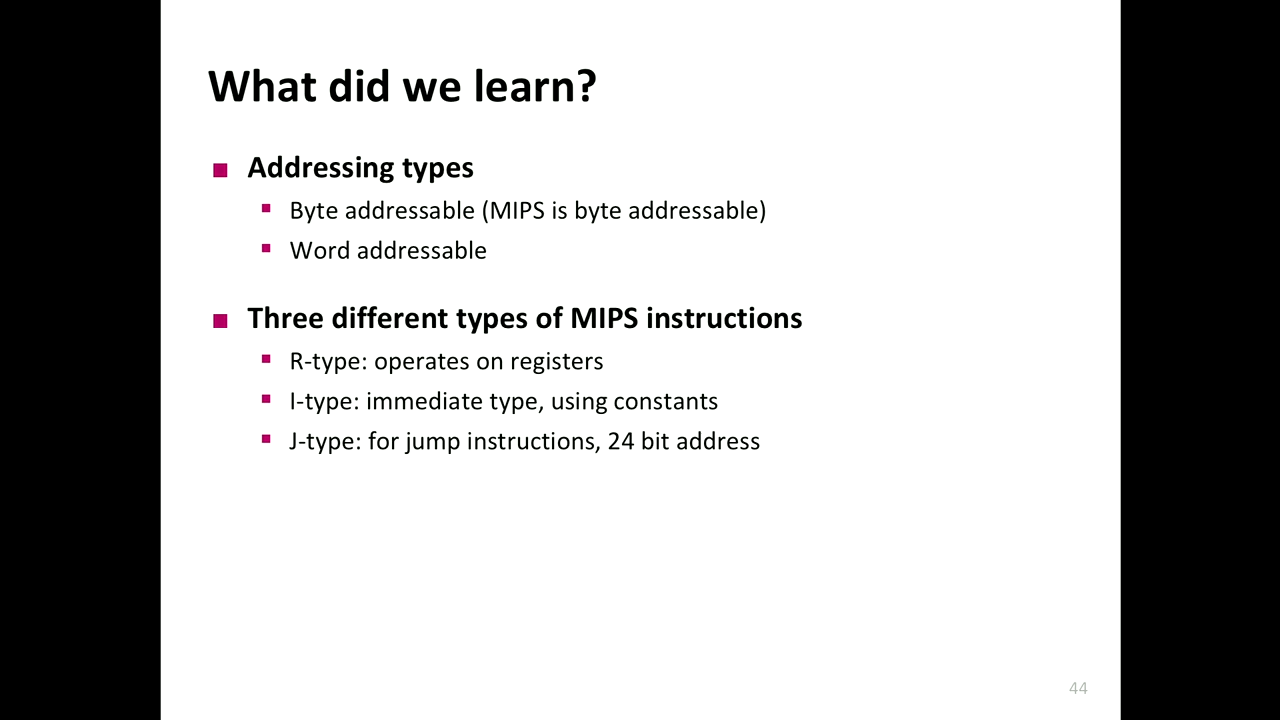 What did we learn?
Addressing types
Byte addressable (MIPS is byte addressable)
Word addressable
Three different types of MIPS instructions
R-type: operates on registers
I-type: immediate type, using constants
J-type: for jump instructions, 24 bit address
44